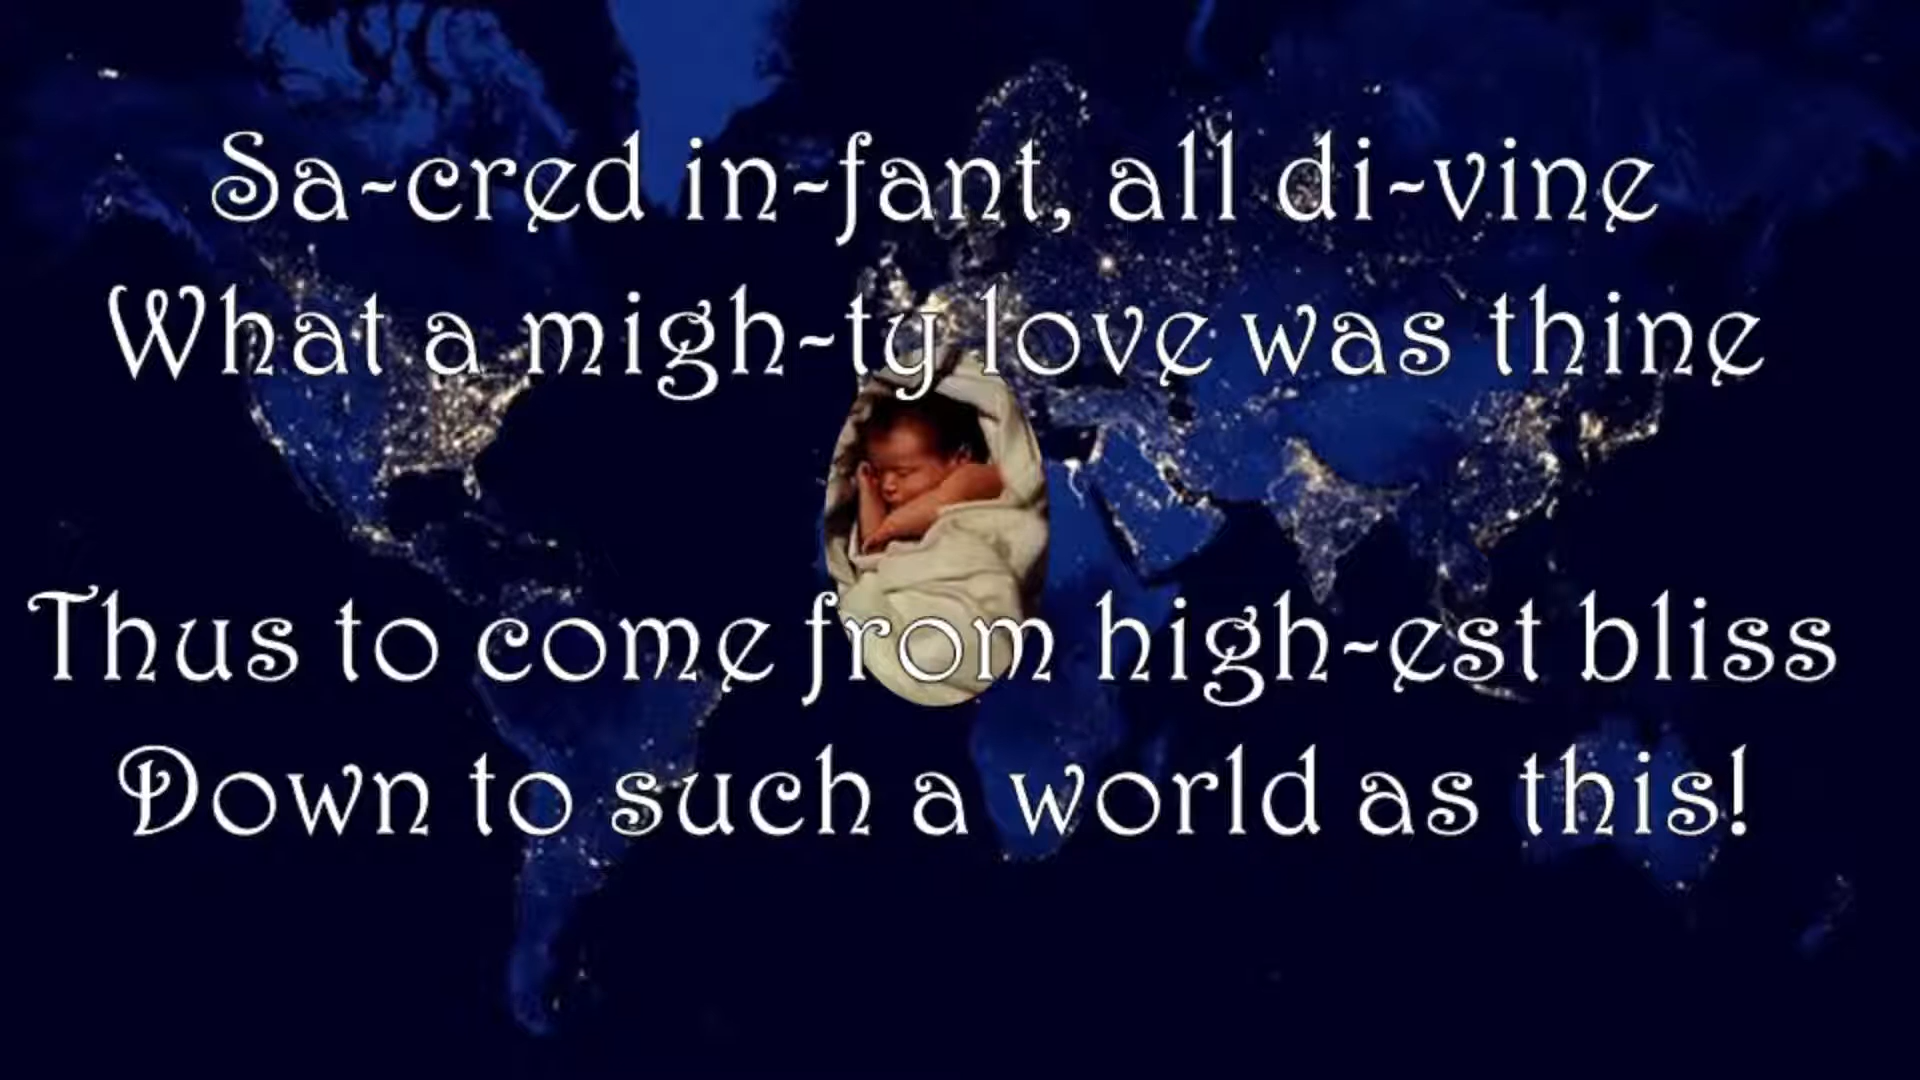 Sa-cred in-fant, all di-vine
What a migh-ty love was thine
Thus to come from high-est bliss
Down to such a world as this!